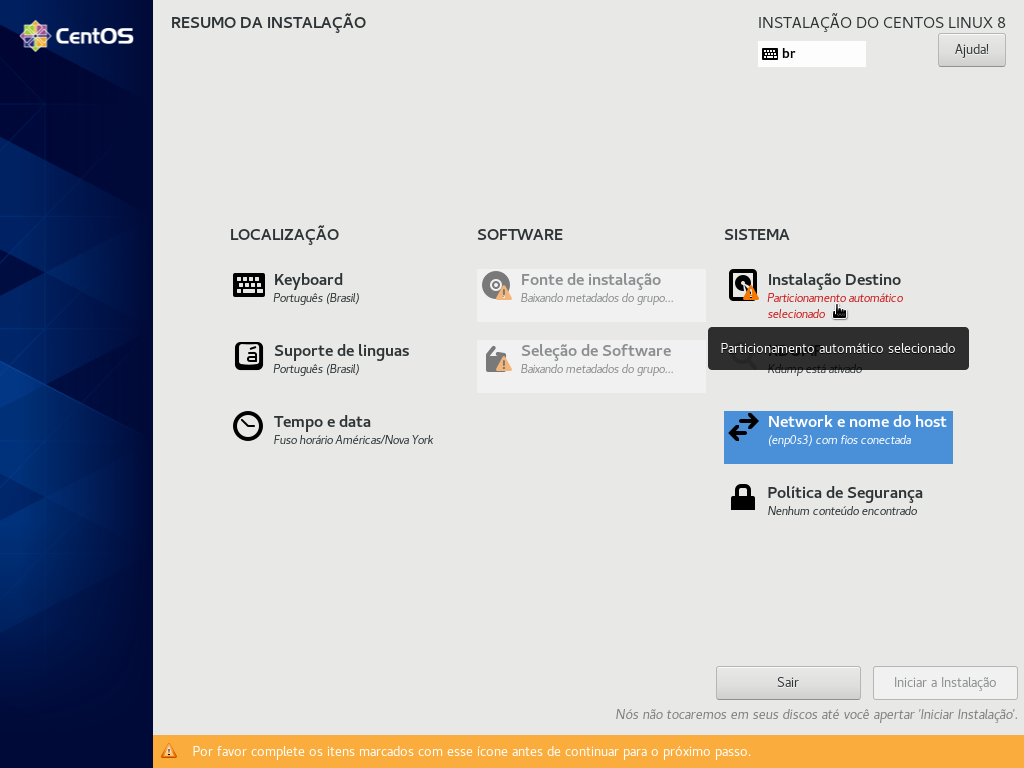 CentOS
RESUMO DA INSTALAÇÃO
INSTALAÇÃO DO CENTOS LINUX 8
br
Ajuda!
LOCALIZAÇÃO
Keyboard
Português (Brasil)
Suporte de linguas
Português (Brasil)
Tempo e data
Fuso horário Américas/Nova York
SOFTWARE
Fonte de instalação
Baixando metadados do grupo...
Seleção de Software
Baixando metadados do grupo...
SISTEMA
Instalação Destino
Particionamento automático
selecionado
Particionamento automático selecionado
Kdump está ativado
Network e nome do host
(enp0s3) com fios conectada
Política de Segurança
Nenhum conteúdo encontrado
Sair
Iniciar a Instalação
Nós não tocaremos em seus discos até você apertar 'Iniciar Instalação'.
Por favor complete os itens marcados com esse ícone antes de continuar para o próximo passo.